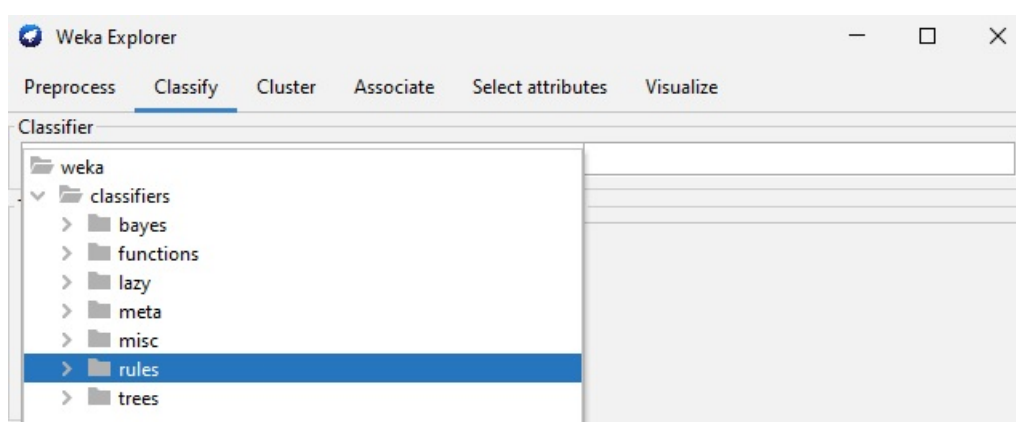 Weka Explorer
Preprocess Classify Cluster Associate Select attributes Visualize
Classifier
weka
classifiers
bayes
functions
lazy
meta
misc
rules
trees